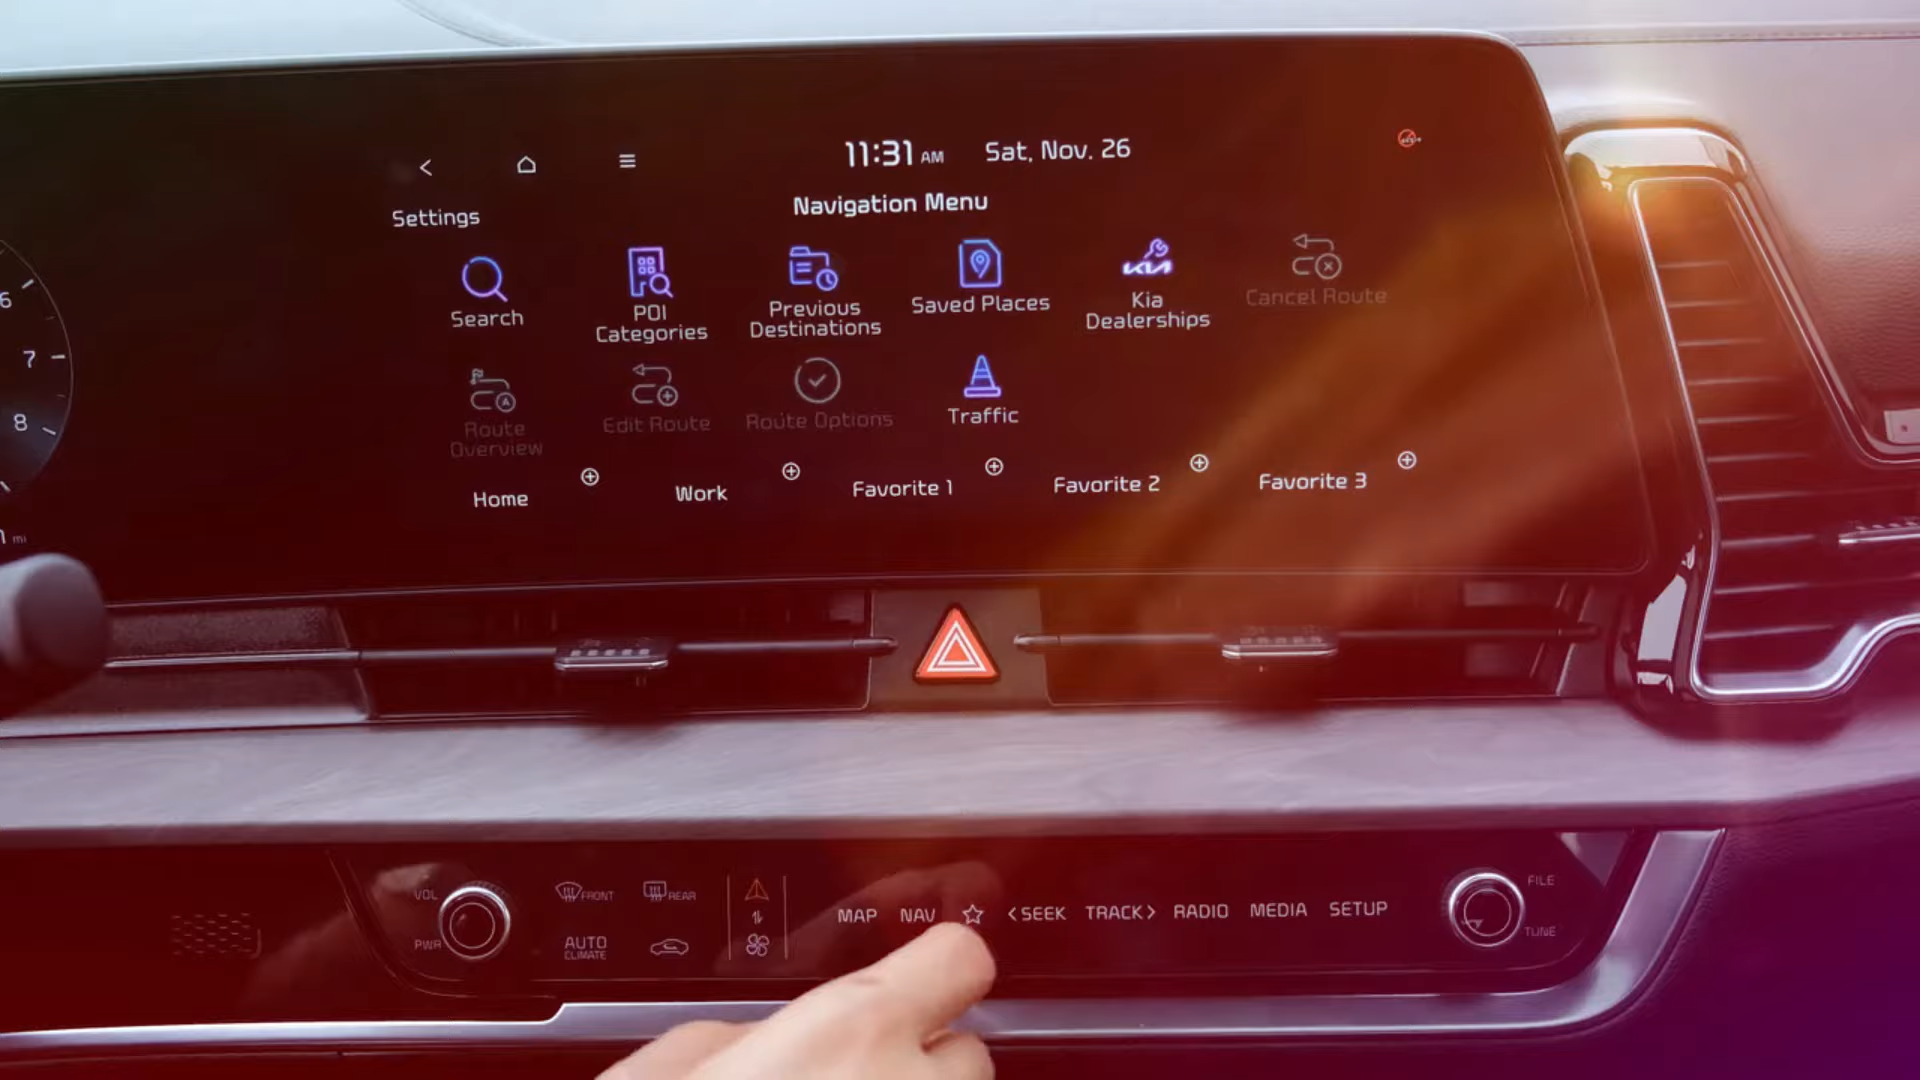 11:31 AM Sat, Nov. 26
Settings
Navigation Menu
Search
POI
Categories
Previous
Destinations
Saved Places
KIA
Kia
Dealerships
Cancel Route
Route
Overview
Edit Route
Route Options
Traffic
Home
Work
Favorite 1
Favorite 2
Favorite 3
6
7
8
mi
VOL
PWR
FRONT
REAR
AUTO
CLIMATE
MAP
NAV
<SEEK
TRACK>
RADIO
MEDIA
SETUP
FILE
TUNE